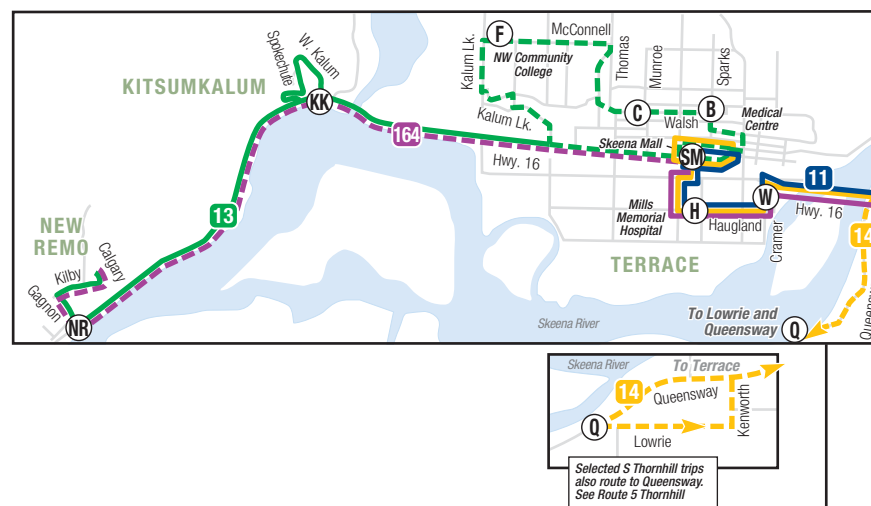 F
McConnell
Kalum Lk.
NW Community
College
Thomas
Munroe
Sparks
W. Kalum
Spokechute
KITSUMKALUM
KK
164
Kalum Lk.
C
B
Walsh
Medical
Centre
Skeena Mall
SM
Hwy. 16
11
13
Mills
Memorial
Hospital
H
W
Haugland
Cramer
Hwy. 16
14
NEW
REMO
Calgary
Kilby
Gagnon
NR
TERRACE
Skeena River
To Lowrie and
Queensway
Q
Skeena River
To Terrace
14
Queensway
Kenworth
Q
Lowrie
Selected S Thornhill trips
also route to Queensway.
See Route 5 Thornhill